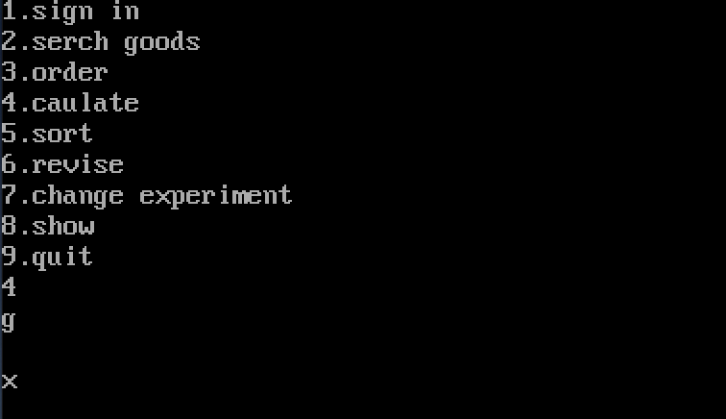 1.sign in
2.serch goods
3.order
4.caulate
5.sort
6.revise
7.change experiment
8.show
9.quit
4
g
x